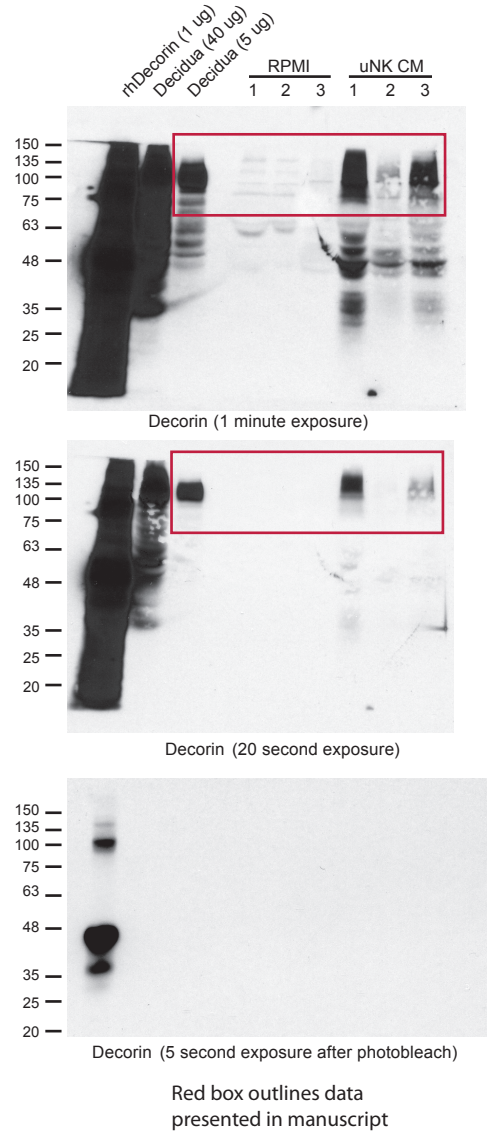 rhDecorin (1 ug)
Decidua (40 ug)
Decidua (5 ug)
RPMI
uNK CM
1 2 3 1 2 3
150
135
100
75
63
48
35
25
20
Decorin (1 minute exposure)
150
135
100
75
63
48
35
25
20
Decorin (20 second exposure)
150
135
100
75
63
48
35
25
20
Decorin (5 second exposure after photobleach)
Red box outlines data
presented in manuscript